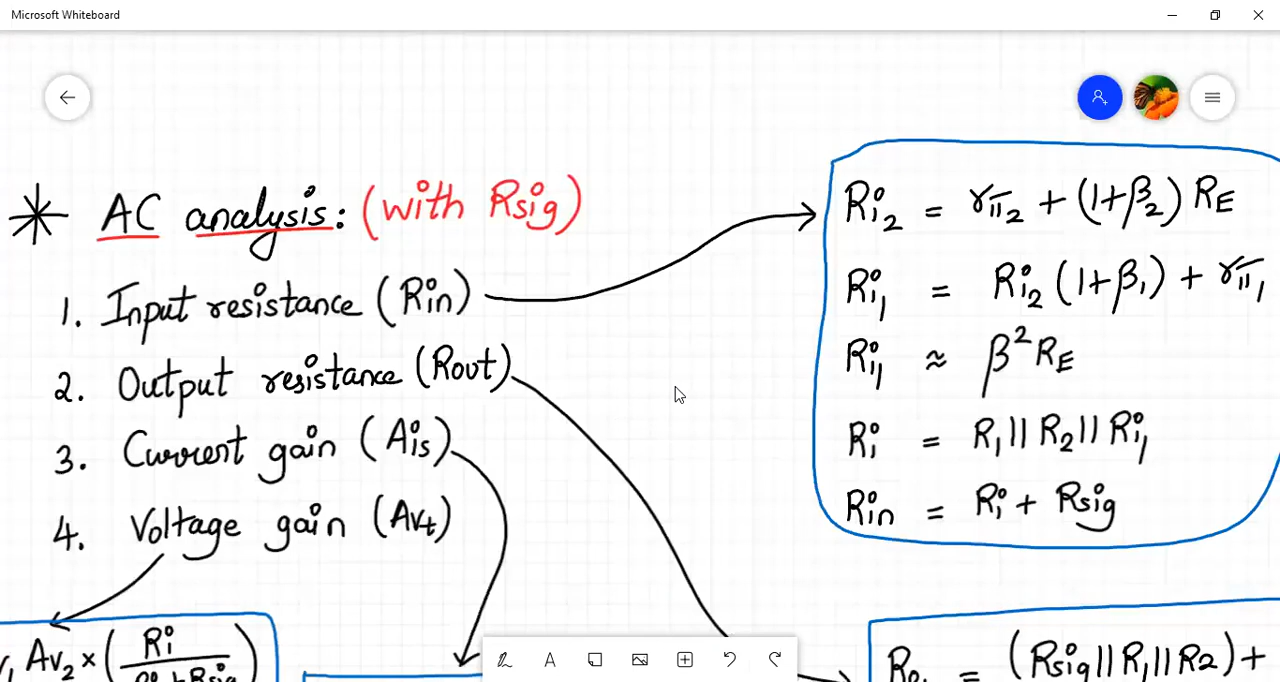 Microsoft Whiteboard
* AC analysis: (with Rsig)
1. Input resistance (Rin)
2. Output resistance (Rout)
3. Current gain (Ais)
4. Voltage gain (Avt)
Ri2 = rπ2 + (1+β2) RE
Ri1 = Ri2 (1+β1) + rπ1
Ri1 ≈ β² RE
Ri = R1 || R2 || Ri1
Rin = Ri + Rsig
Av2 × (Ri / Rsig)
= (Rsig || R1 || R2) +